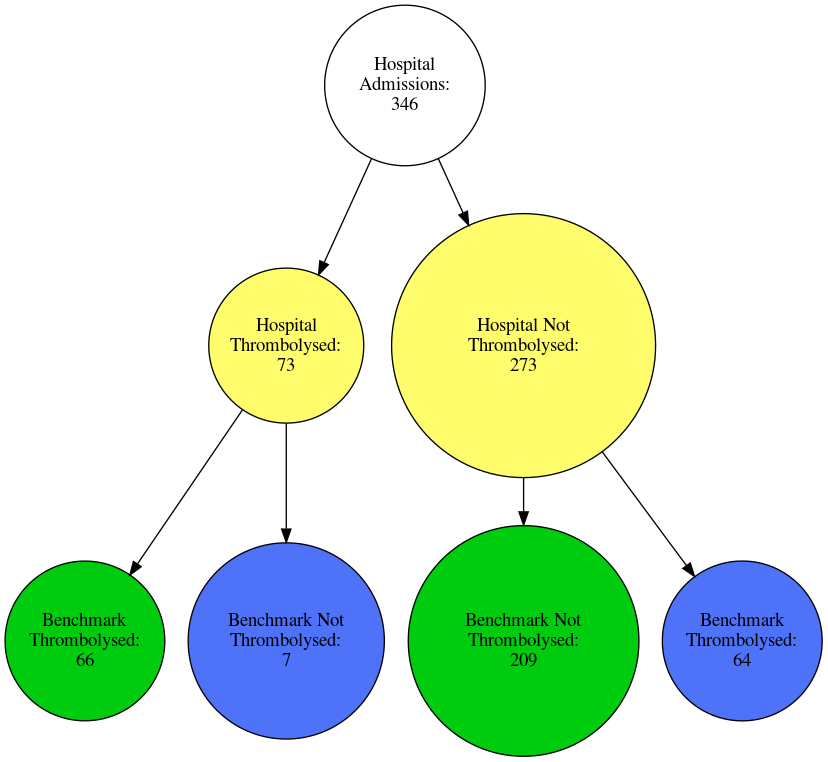 Hospital
Admissions:
346
Hospital
Thrombolysed:
73
Hospital Not
Thrombolysed:
273
Benchmark
Thrombolysed:
66
Benchmark Not
Thrombolysed:
7
Benchmark Not
Thrombolysed:
209
Benchmark
Thrombolysed:
64